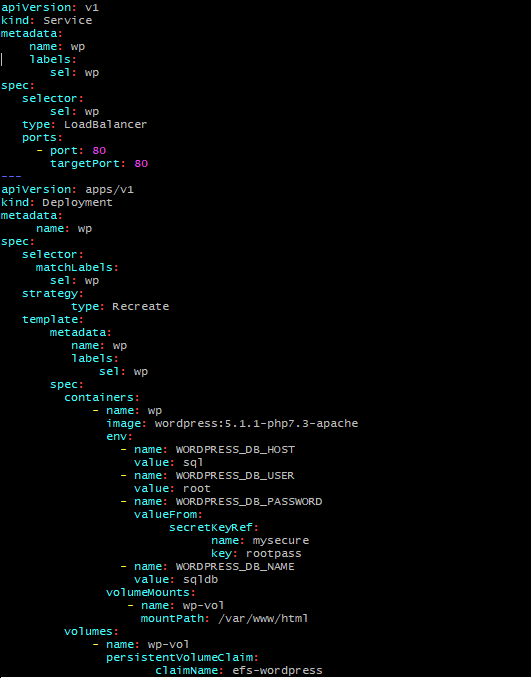 apiVersion: v1
kind: Service
metadata:
    name: wp
    labels:
       sel: wp
spec:
   selector:
       sel: wp
   type: LoadBalancer
   ports:
     - port: 80
       targetPort: 80
---
apiVersion: apps/v1
kind: Deployment
metadata:
     name: wp
spec:
   selector:
     matchLabels:
       sel: wp
   strategy:
          type: Recreate
   template:
       metadata:
          name: wp
          labels:
              sel: wp
       spec:
         containers:
             - name: wp
               image: wordpress:5.1.1-php7.3-apache
               env:
                 - name: WORDPRESS_DB_HOST
                   value: sql
                 - name: WORDPRESS_DB_USER
                   value: root
                 - name: WORDPRESS_DB_PASSWORD
                   valueFrom:
                        secretKeyRef:
                              name: mysecure
                              key: rootpass
                 - name: WORDPRESS_DB_NAME
                   value: sqldb
               volumeMounts:
                  - name: wp-vol
                    mountPath: /var/www/html
         volumes:
             - name: wp-vol
               persistentVolumeClaim:
                      claimName: efs-wordpress